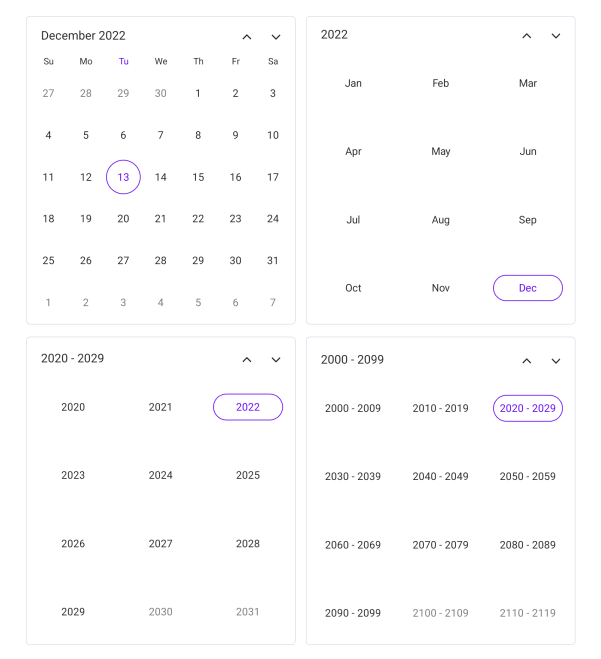 December 2022
Su Mo Tu We Th Fr Sa
27 28 29 30 1 2 3
4 5 6 7 8 9 10
11 12 13 14 15 16 17
18 19 20 21 22 23 24
25 26 27 28 29 30 31
1 2 3 4 5 6 7
2022
Jan Feb Mar
Apr May Jun
Jul Aug Sep
Oct Nov Dec
2020 - 2029
2020 2021 2022
2023 2024 2025
2026 2027 2028
2029 2030 2031
2000 - 2099
2000 - 2009 2010 - 2019 2020 - 2029
2030 - 2039 2040 - 2049 2050 - 2059
2060 - 2069 2070 - 2079 2080 - 2089
2090 - 2099 2100 - 2109 2110 - 2119